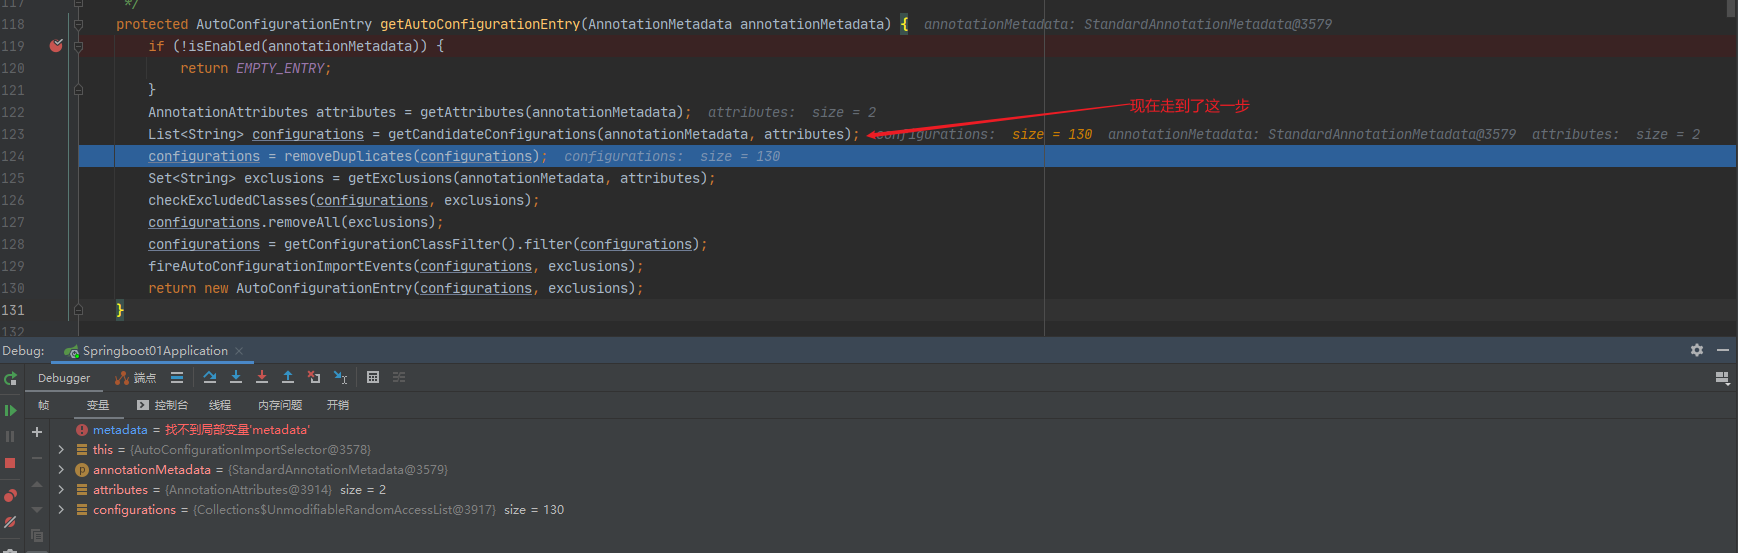 117 */
118 protected AutoConfigurationEntry getAutoConfigurationEntry(AnnotationMetadata annotationMetadata) { annotationMetadata: StandardAnnotationMetadata@3579
119 if (!isEnabled(annotationMetadata)) {
120 return EMPTY_ENTRY;
121 }
122 AnnotationAttributes attributes = getAttributes(annotationMetadata); attributes: size = 2
现在走到了这一步
123 List<String> configurations = getCandidateConfigurations(annotationMetadata, attributes); configurations: size = 130 annotationMetadata: StandardAnnotationMetadata@3579 attributes: size = 2
124 configurations = removeDuplicates(configurations); configurations: size = 130
125 Set<String> exclusions = getExclusions(annotationMetadata, attributes);
126 checkExcludedClasses(configurations, exclusions);
127 configurations.removeAll(exclusions);
128 configurations = getConfigurationClassFilter().filter(configurations);
129 fireAutoConfigurationImportEvents(configurations, exclusions);
130 return new AutoConfigurationEntry(configurations, exclusions);
131 }
132
Debug: Springboot01Application
Debugger 端点
帧 变量 控制台 线程 内存问题 开销
metadata = 找不到局部变量'metadata'
this = {AutoConfigurationImportSelector@3578}
annotationMetadata = {StandardAnnotationMetadata@3579}
attributes = {AnnotationAttributes@3914} size = 2
configurations = {Collections$UnmodifiableRandomAccessList@3917} size = 130